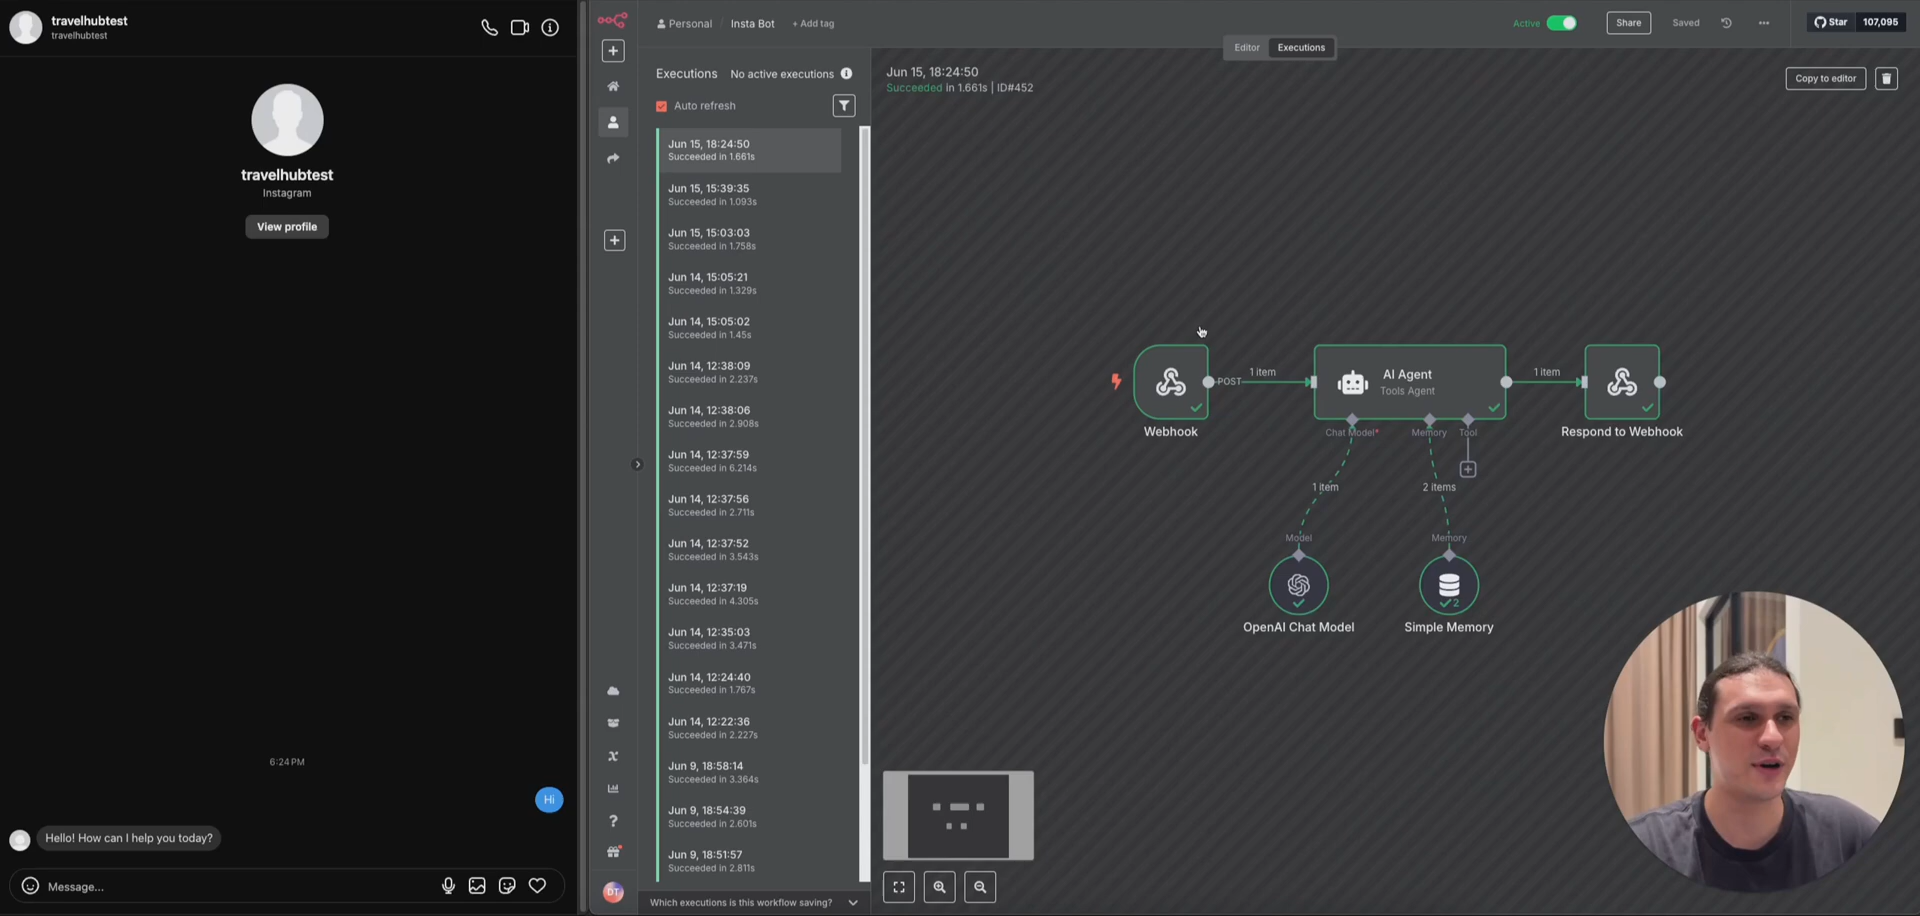 travelhubtest
travelhubtest
travelhubtest
Instagram
View profile
6:24 PM
Hi
Hello! How can I help you today?
Message...
Personal / Insta Bot + Add tag
Active
Share
Saved
Star 107,095
Editor Executions
Executions No active executions
Auto refresh
Jun 15, 18:24:50
Succeeded in 1.661s
Jun 15, 15:39:35
Succeeded in 1.093s
Jun 15, 15:03:03
Succeeded in 1.758s
Jun 14, 15:05:21
Succeeded in 1.329s
Jun 14, 15:05:02
Succeeded in 1.45s
Jun 14, 12:38:09
Succeeded in 2.237s
Jun 14, 12:38:06
Succeeded in 2.908s
Jun 14, 12:37:59
Succeeded in 6.214s
Jun 14, 12:37:56
Succeeded in 2.711s
Jun 14, 12:37:52
Succeeded in 3.543s
Jun 14, 12:37:19
Succeeded in 4.305s
Jun 14, 12:35:03
Succeeded in 3.471s
Jun 14, 12:24:40
Succeeded in 1.767s
Jun 14, 12:22:36
Succeeded in 2.227s
Jun 9, 18:58:14
Succeeded in 3.364s
Jun 9, 18:54:39
Succeeded in 2.601s
Jun 9, 18:51:57
Succeeded in 2.811s
Which executions is this workflow saving?
DT
Jun 15, 18:24:50
Succeeded in 1.661s | ID#452
Copy to editor
POST
1 item
AI Agent
Tools Agent
1 item
Webhook
Chat Model*
Memory
Tool
Respond to Webhook
1 item
2 items
Model
Memory
2
OpenAI Chat Model
Simple Memory